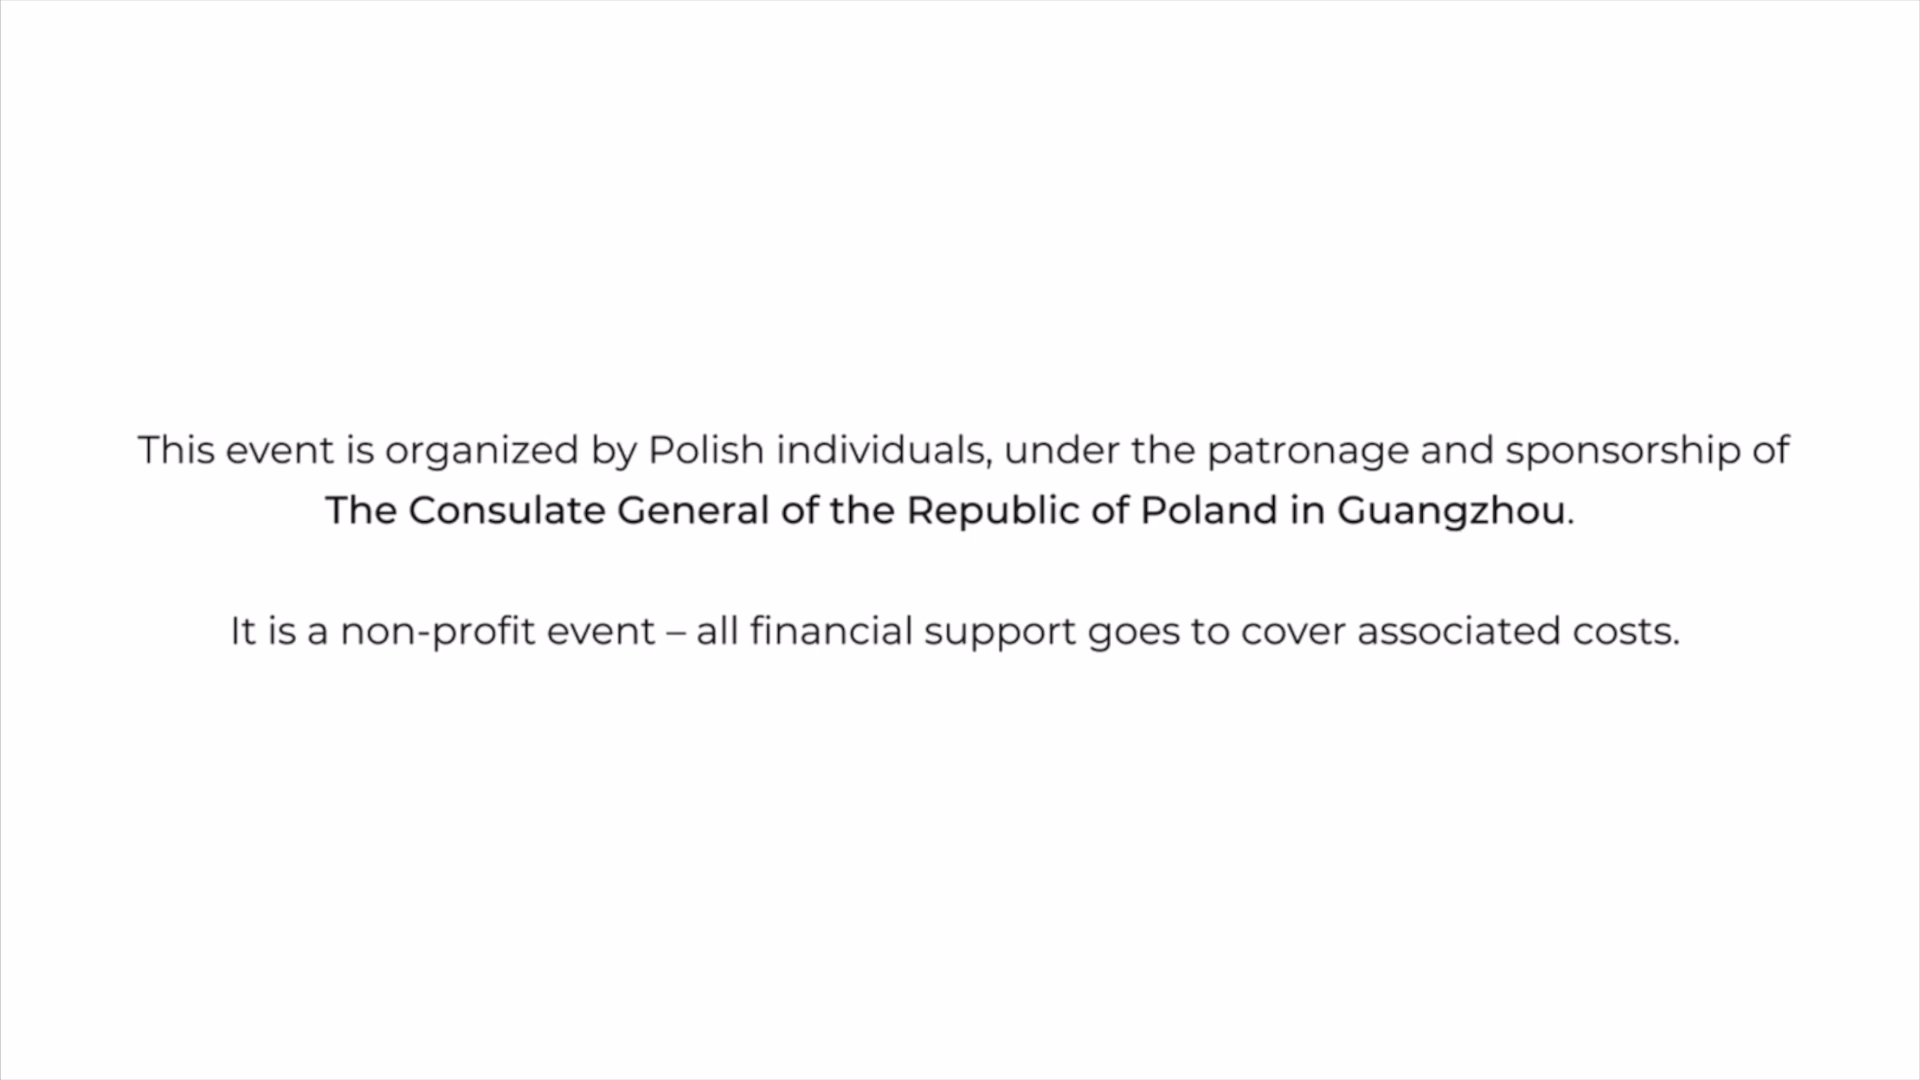 This event is organized by Polish individuals, under the patronage and sponsorship of
The Consulate General of the Republic of Poland in Guangzhou.
It is a non-profit event – all financial support goes to cover associated costs.